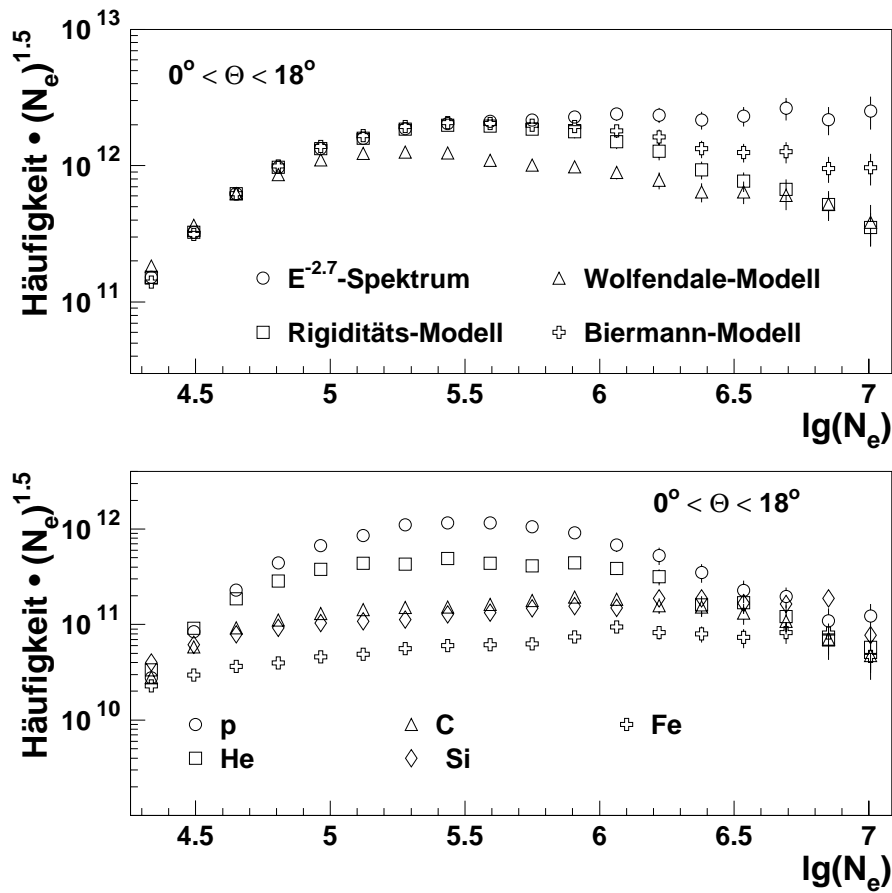 10^13
10^12
10^11
Häufigkeit • (N_e)^1.5
0° < Θ < 18°
E^-2.7-Spektrum
Wolfendale-Modell
Rigiditäts-Modell
Biermann-Modell
4.5 5 5.5 6 6.5 7
lg(N_e)
10^12
10^11
10^10
Häufigkeit • (N_e)^1.5
0° < Θ < 18°
p C Fe
He Si
4.5 5 5.5 6 6.5 7
lg(N_e)